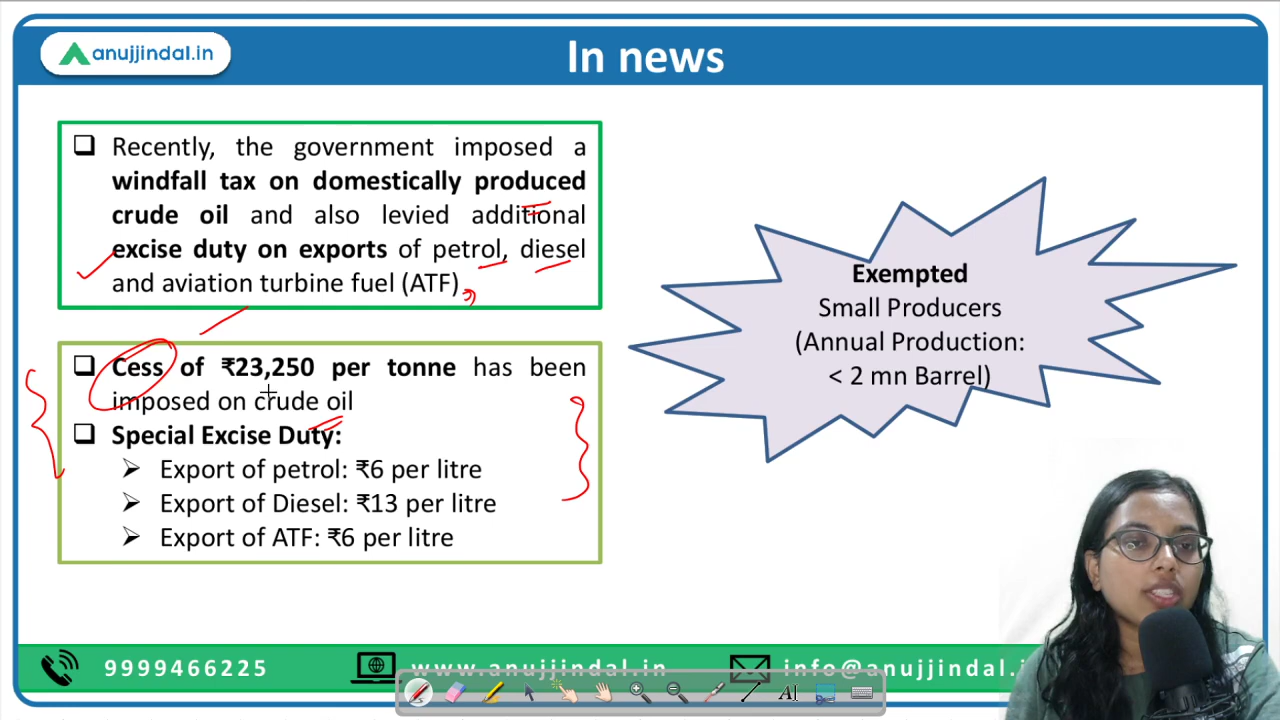 anujjindal.in
In news
Recently, the government imposed a
windfall tax on domestically produced
crude oil and also levied additional
excise duty on exports of petrol, diesel
and aviation turbine fuel (ATF)
Cess of ₹23,250 per tonne has been
imposed on crude oil
Special Excise Duty:
Export of petrol: ₹6 per litre
Export of Diesel: ₹13 per litre
Export of ATF: ₹6 per litre
Exempted
Small Producers
(Annual Production:
< 2 mn Barrel)
9999466225
www.anujjindal.in
info@anujjindal.i
AI